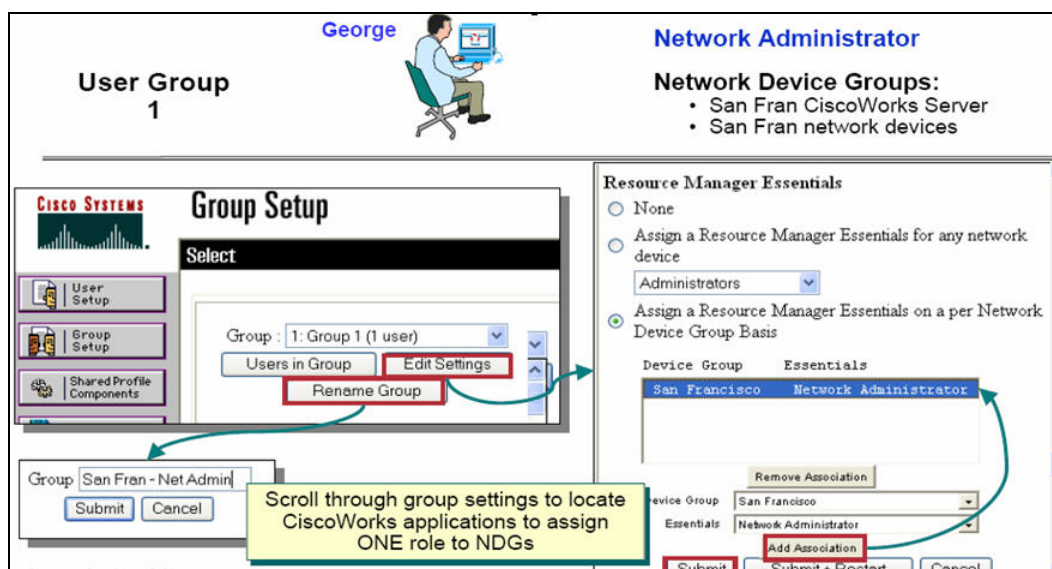 George
Network Administrator
User Group
1
Network Device Groups:
• San Fran CiscoWorks Server
• San Fran network devices
CISCO SYSTEMS
Group Setup
Select
User
Setup
Group
Setup
Shared Profile
Components
Group : 1: Group 1 (1 user)
Users in Group
Edit Settings
Rename Group
Group San Fran - Net Admin
Submit
Cancel
Scroll through group settings to locate
CiscoWorks applications to assign
ONE role to NDGs
Resource Manager Essentials
None
Assign a Resource Manager Essentials for any network
device
Administrators
Assign a Resource Manager Essentials on a per Network
Device Group Basis
Device Group Essentials
San Francisco Network Administrator
Remove Association
evice Group San Francisco
Essentials Network Administrator
Add Association
Submit
Submit + Restart
Cancel